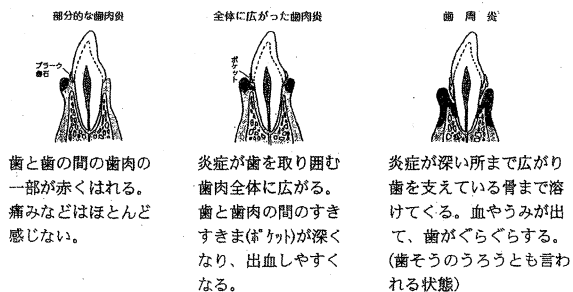 部分的な歯肉炎
プラーク
歯石
歯と歯の間の歯肉の
一部が赤くはれる。
痛みなどはほとんど
感じない。
全体に広がった歯肉炎
ポケット
炎症が歯を取り囲む
歯肉全体に広がる。
歯と歯肉の間のすき
すきま(ﾎﾟｹｯﾄ)が深く
なり、出血しやすく
なる。
歯周炎
炎症が深い所まで広がり
歯を支えている骨まで溶
けてくる。血やうみが出
て、歯がぐらぐらする。
(歯そうのうろうとも言わ
れる状態)